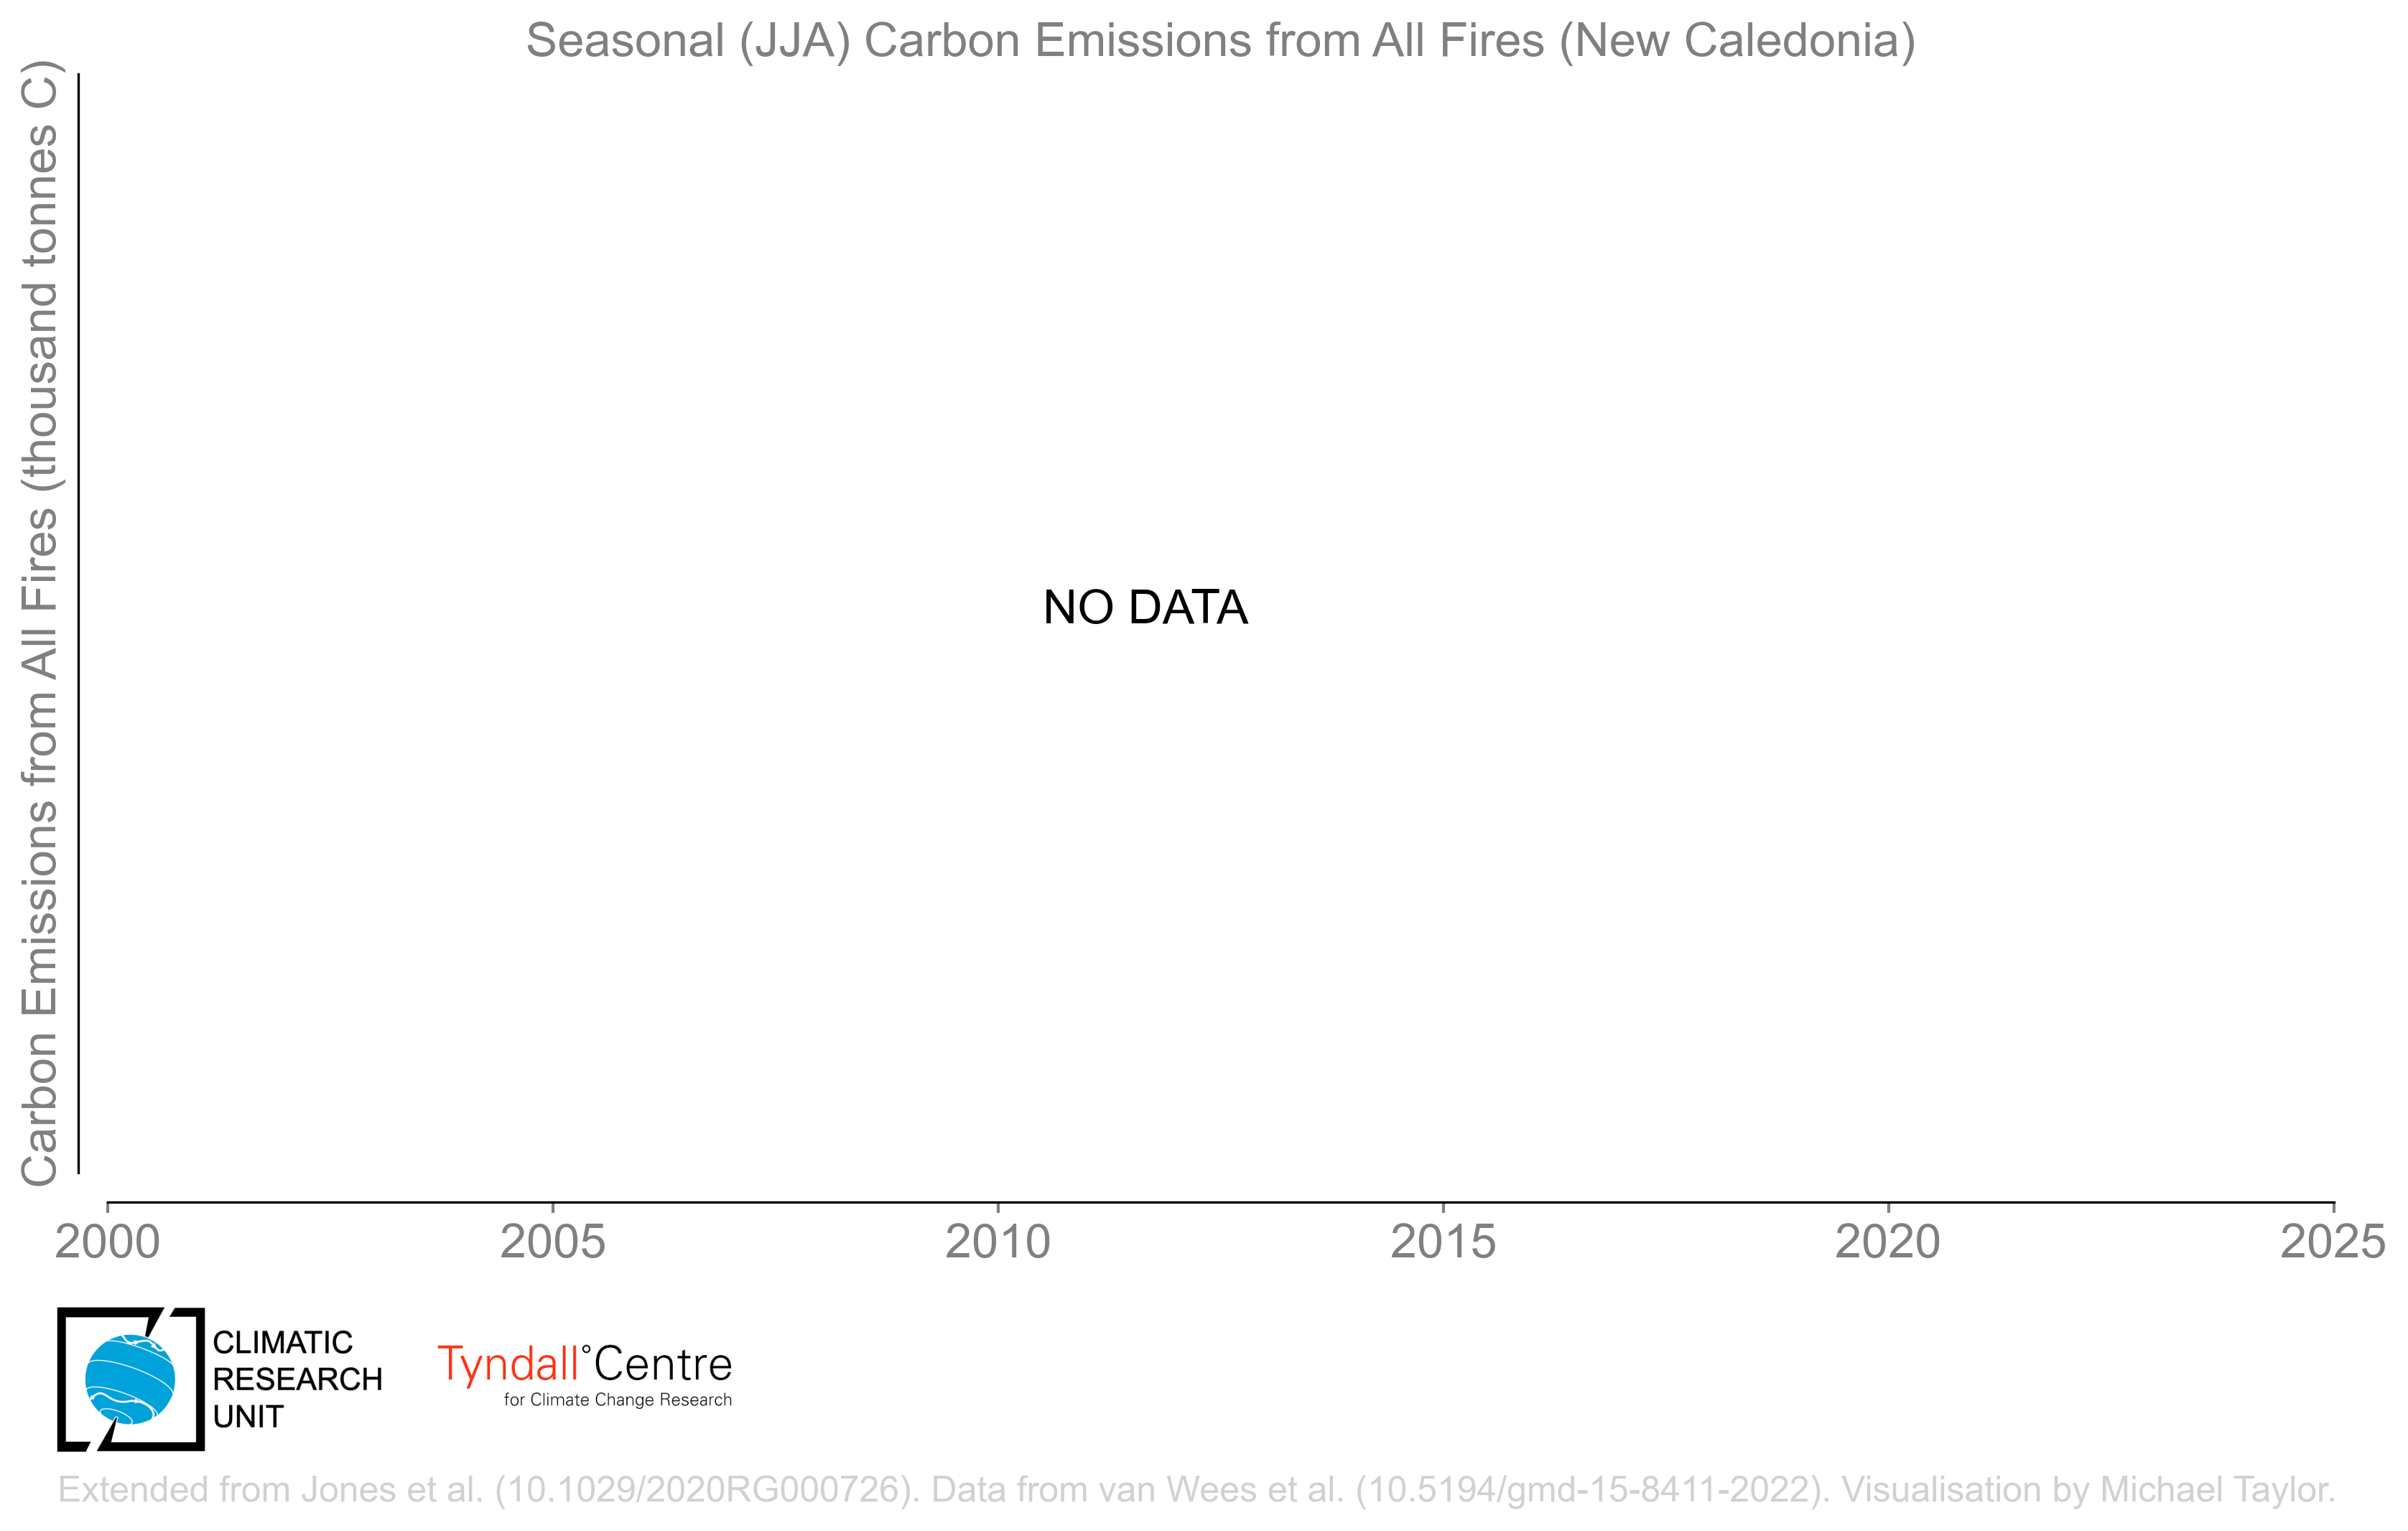 Seasonal (JJA) Carbon Emissions from All Fires (New Caledonia)
Carbon Emissions from All Fires (thousand tonnes C)
NO DATA
2000 2005 2010 2015 2020 2025
CLIMATIC
RESEARCH
UNIT
Tyndall°Centre
for Climate Change Research
Extended from Jones et al. (10.1029/2020RG000726). Data from van Wees et al. (10.5194/gmd-15-8411-2022). Visualisation by Michael Taylor.